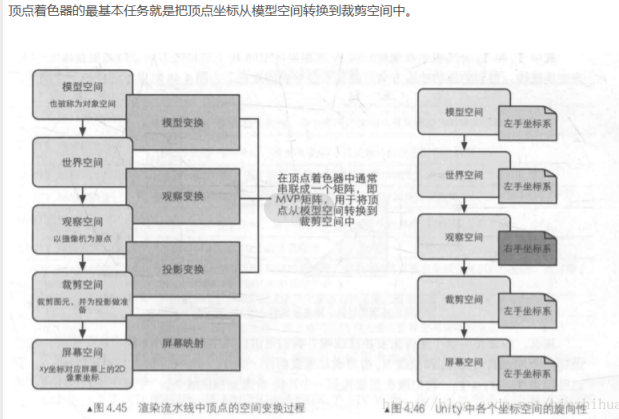 顶点着色器的最基本任务就是把顶点坐标从模型空间转换到裁剪空间中。
模型空间
也被称为对象空间
模型变换
世界空间
观察变换
观察空间
以摄像机为原点
投影变换
裁剪空间
裁剪图元，并为投影做准
备
屏幕映射
屏幕空间
xy坐标对应屏幕上的2D
像素坐标
在顶点着色器中通常
串联成一个矩阵，即
MVP矩阵，用于将顶
点从模型空间转换到
裁剪空间中
▲图4.45 渲染流水线中顶点的空间变换过程
模型空间
左手坐标系
世界空间
左手坐标系
观察空间
右手坐标系
裁剪空间
左手坐标系
屏幕空间
左手坐标系
▲图4.46 Unity中各个坐标空间的旋向性